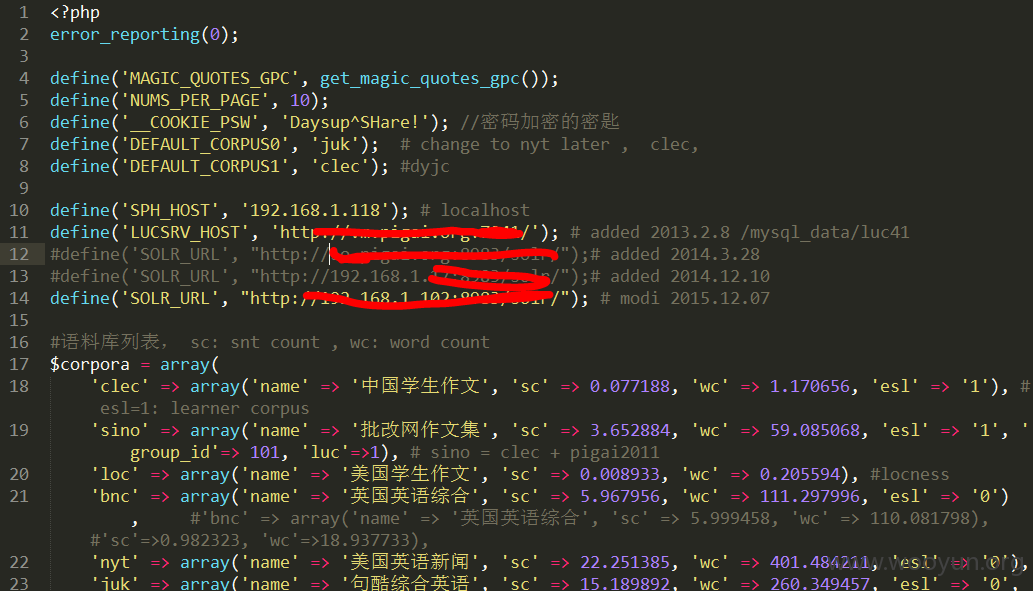 1 <?php
2 error_reporting(0);
3
4 define('MAGIC_QUOTES_GPC', get_magic_quotes_gpc());
5 define('NUMS_PER_PAGE', 10);
6 define('__COOKIE_PSW', 'Daysup^SHare!'); //密码加密的密匙
7 define('DEFAULT_CORPUS0', 'juk');  # change to nyt later ,  clec,
8 define('DEFAULT_CORPUS1', 'clec'); #dyjc
9
10 define('SPH_HOST', '192.168.1.118'); # localhost
11 define('LUCSRV_HOST', 'http://'); # added 2013.2.8 /mysql_data/luc41
12 #define('SOLR_URL', "http:///");# added 2014.3.28
13 #define('SOLR_URL', "http://192.168.1./");# added 2014.12.10
14 define('SOLR_URL', "http:///"); # modi 2015.12.07
15
16 #语料库列表， sc: snt count , wc: word count
17 $corpora = array(
18 'clec' => array('name' => '中国学生作文', 'sc' => 0.077188, 'wc' => 1.170656, 'esl' => '1'), #
esl=1: learner corpus
19 'sino' => array('name' => '批改网作文集', 'sc' => 3.652884, 'wc' => 59.085068, 'esl' => '1', '
group_id'=> 101, 'luc'=>1), # sino = clec + pigai2011
20 'loc' => array('name' => '美国学生作文', 'sc' => 0.008933, 'wc' => 0.205594), #locness
21 'bnc' => array('name' => '英国英语综合', 'sc' => 5.967956, 'wc' => 111.297996, 'esl' => '0')
,     #'bnc' => array('name' => '英国英语综合', 'sc' => 5.999458, 'wc' => 110.081798),
#'sc'=>0.982323, 'wc'=>18.937733),
22 'nyt' => array('name' => '美国英语新闻', 'sc' => 22.251385, 'wc' => 401.484211, 'esl' => '0'),
23 'juk' => array('name' => '句酷综合英语', 'sc' => 15.189892, 'wc' => 260.349457, 'esl' => '0',
www.wooyun.org